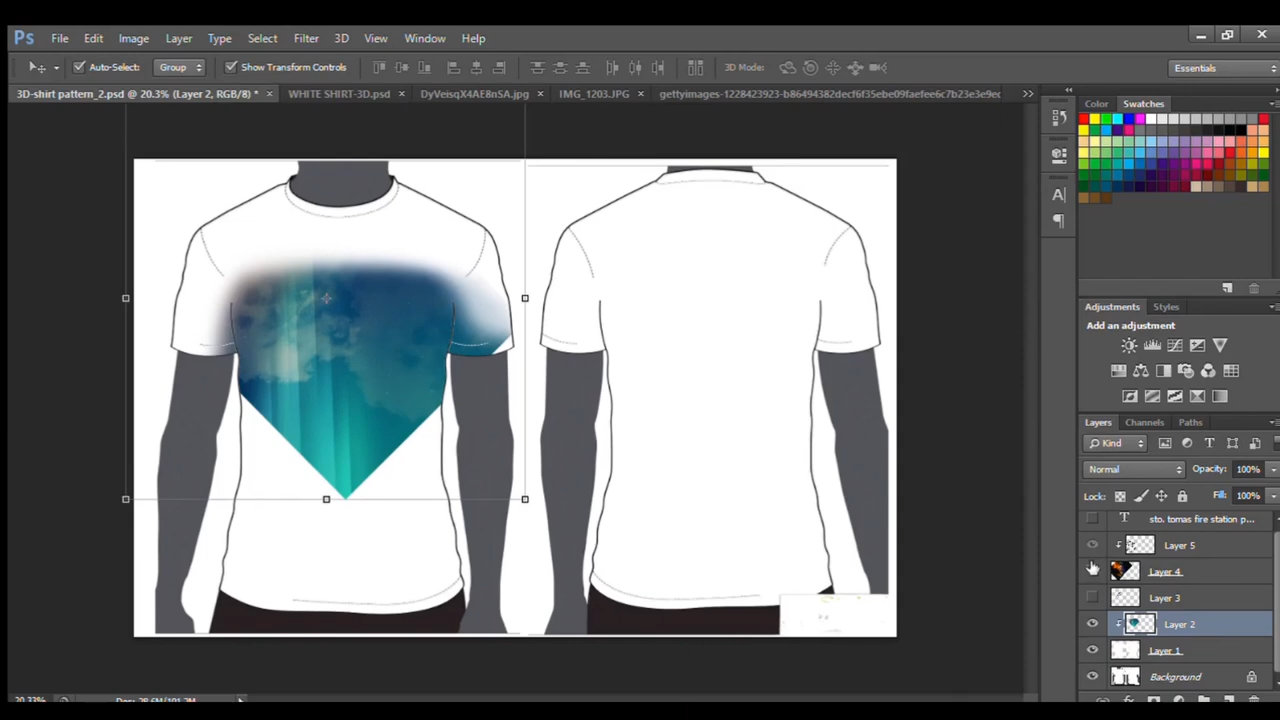 Ps File Edit Image Layer Type Select Filter 3D View Window Help
Auto-Select: Group Show Transform Controls 3D Mode: Essentials
3D-shirt pattern_2.psd @ 20.3% (Layer 2, RGB/8) * × WHITE SHIRT-3D.psd × DyVeisqX4AE8nSA.jpg × IMG_1203.JPG ×
Color Swatches
Adjustments Styles
Add an adjustment
Layers Channels Paths
Kind
Normal Opacity: 100%
Lock: Fill: 100%
T sto. tomas fire station p...
Layer 5
Layer 4
Layer 3
Layer 2
Layer 1
Background